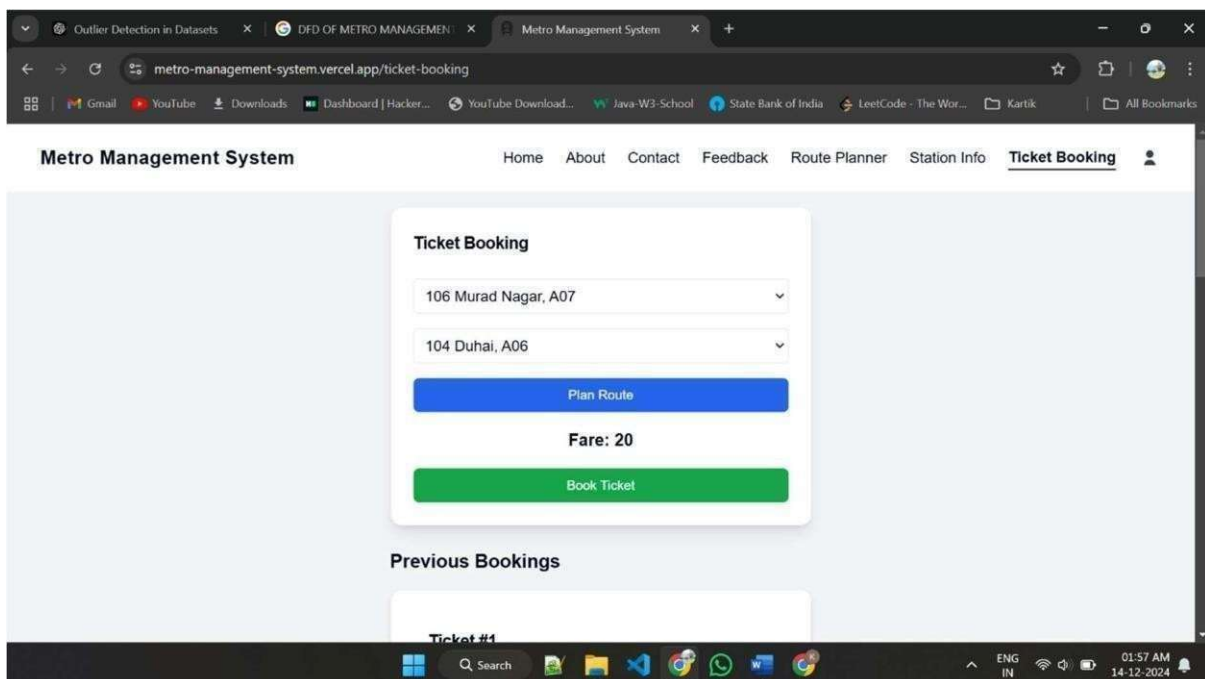 Outlier Detection in Datasets
DFD OF METRO MANAGEMENT
Metro Management System
metro-management-system.vercel.app/ticket-booking
Gmail YouTube Downloads Dashboard | Hacker... YouTube Download... Java-W3-School State Bank of India LeetCode - The Wor... Kartik All Bookmarks
Metro Management System Home About Contact Feedback Route Planner Station Info Ticket Booking
Ticket Booking
106 Murad Nagar, A07
104 Duhai, A06
Plan Route
Fare: 20
Book Ticket
Previous Bookings
Ticket #1
Search ENG 01:57 AM
IN 14-12-2024